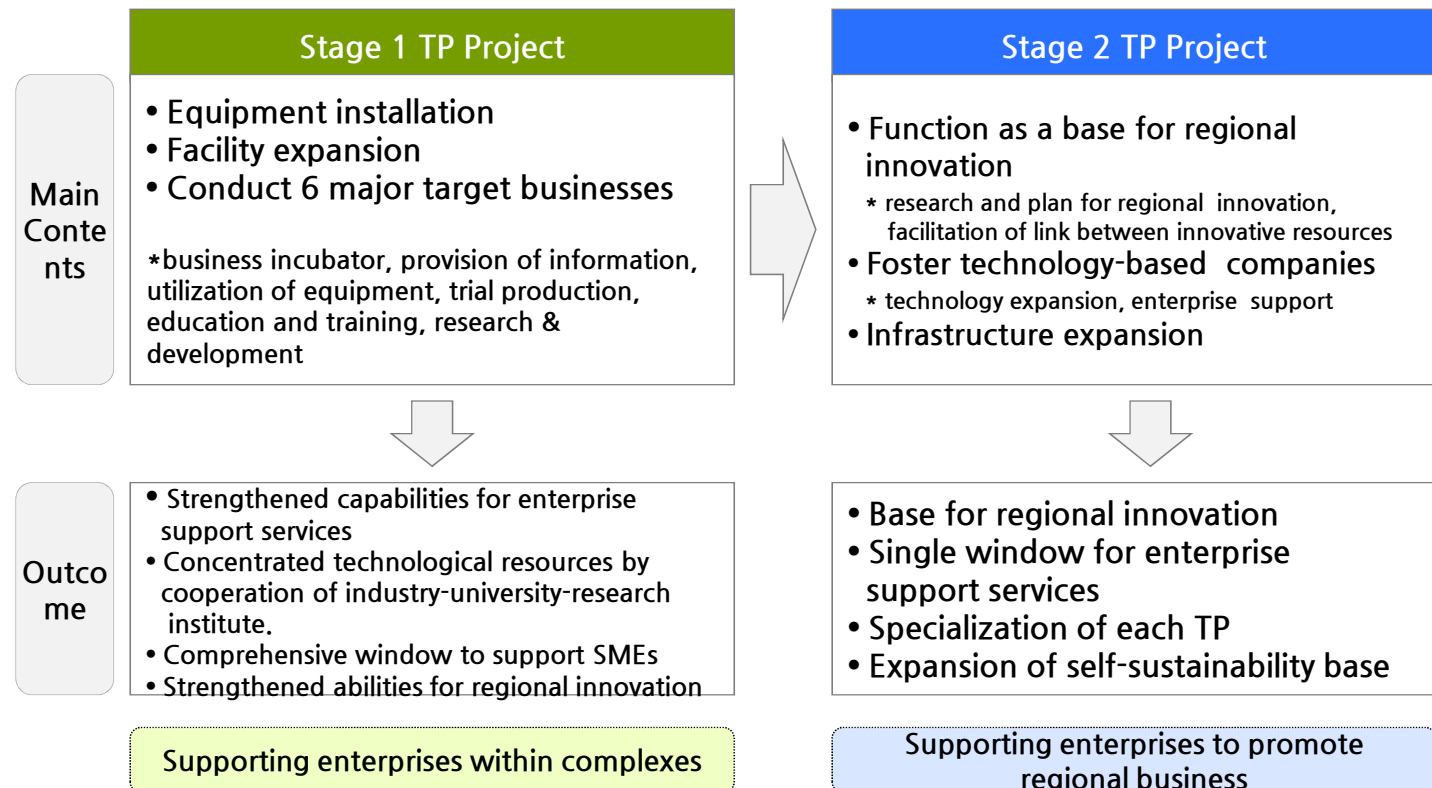 Stage 1 TP Project
Stage 2 TP Project
Main
Conte
nts
• Equipment installation
• Facility expansion
• Conduct 6 major target businesses
*business incubator, provision of information,
utilization of equipment, trial production,
education and training, research &
development
• Function as a base for regional
innovation
* research and plan for regional innovation,
facilitation of link between innovative resources
• Foster technology-based companies
* technology expansion, enterprise support
• Infrastructure expansion
Outco
me
• Strengthened capabilities for enterprise
support services
• Concentrated technological resources by
cooperation of industry-university-research
institute.
• Comprehensive window to support SMEs
• Strengthened abilities for regional innovation
• Base for regional innovation
• Single window for enterprise
support services
• Specialization of each TP
• Expansion of self-sustainability base
Supporting enterprises within complexes
Supporting enterprises to promote
regional business